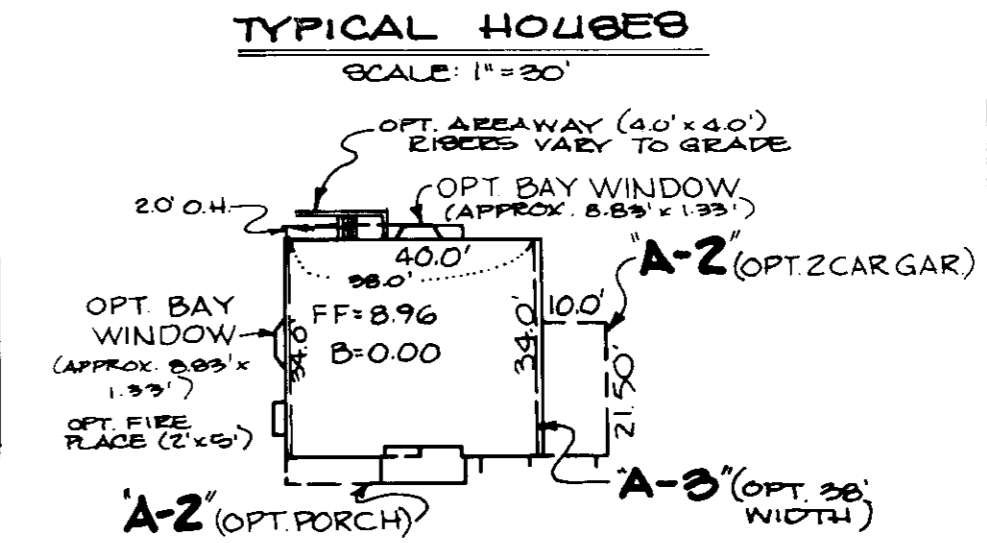 TYPICAL HOUSES
SCALE: 1"=30'
OPT. AREAWAY (4.0' x 4.0')
RISERS VARY TO GRADE
OPT. BAY WINDOW
(APPROX. 8.83' x 1.33')
2.0' O.H.
"A-2" (OPT. 2 CAR GAR.)
40.0'
38.0'
10.0'
OPT. BAY
WINDOW
(APPROX. 8.83' x
1.33')
FF=8.96
B=0.00
34.0'
34.0'
21.50'
OPT. FIRE
PLACE (2'x5')
"A-3" (OPT. 38'
WIDTH)
"A-2" (OPT. PORCH)